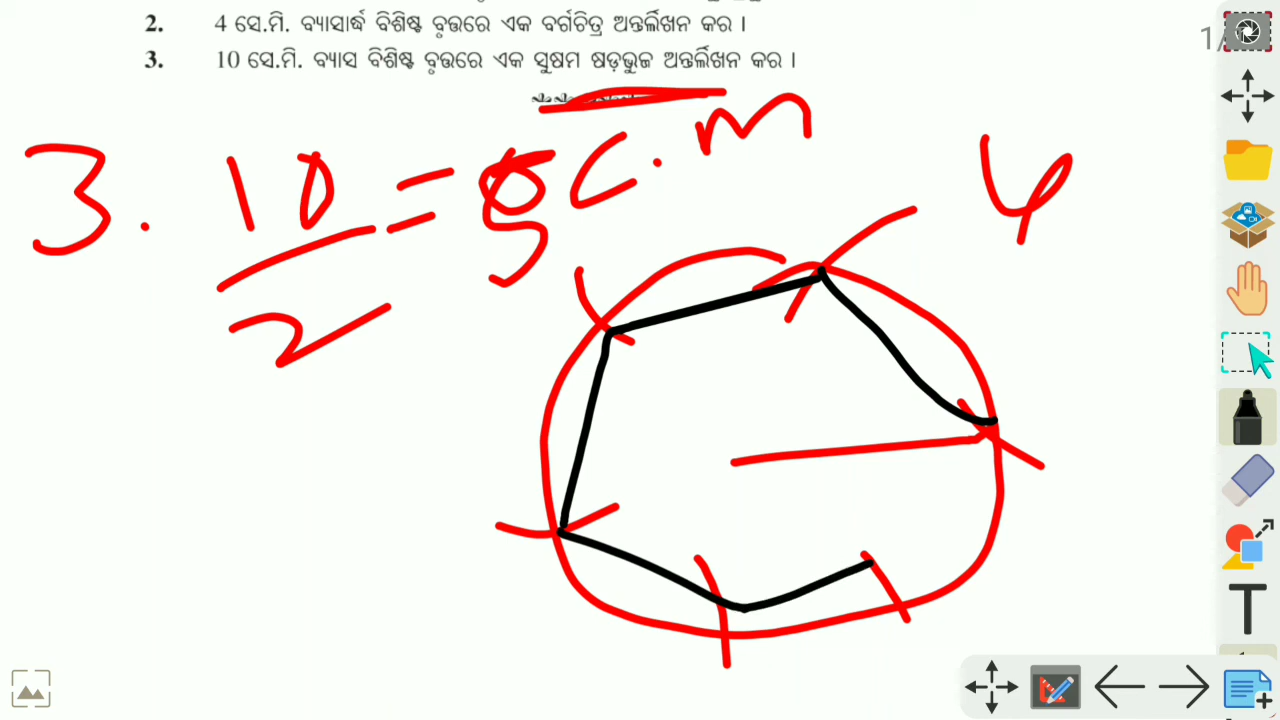 2. 4 ସେ.ମି. ବ୍ୟାସାର୍ଦ୍ଧ ବିଶିଷ୍ଟ ବୃତ୍ତରେ ଏକ ବର୍ଗଚିତ୍ର ଅନ୍ତର୍ଲିଖନ କର ।
3. 10 ସେ.ମି. ବ୍ୟାସ ବିଶିଷ୍ଟ ବୃତ୍ତରେ ଏକ ସୁଷମ ଷଡ଼ଭୁଜ ଅନ୍ତର୍ଲିଖନ କର ।
3. 10/2 = 5 c.m
T